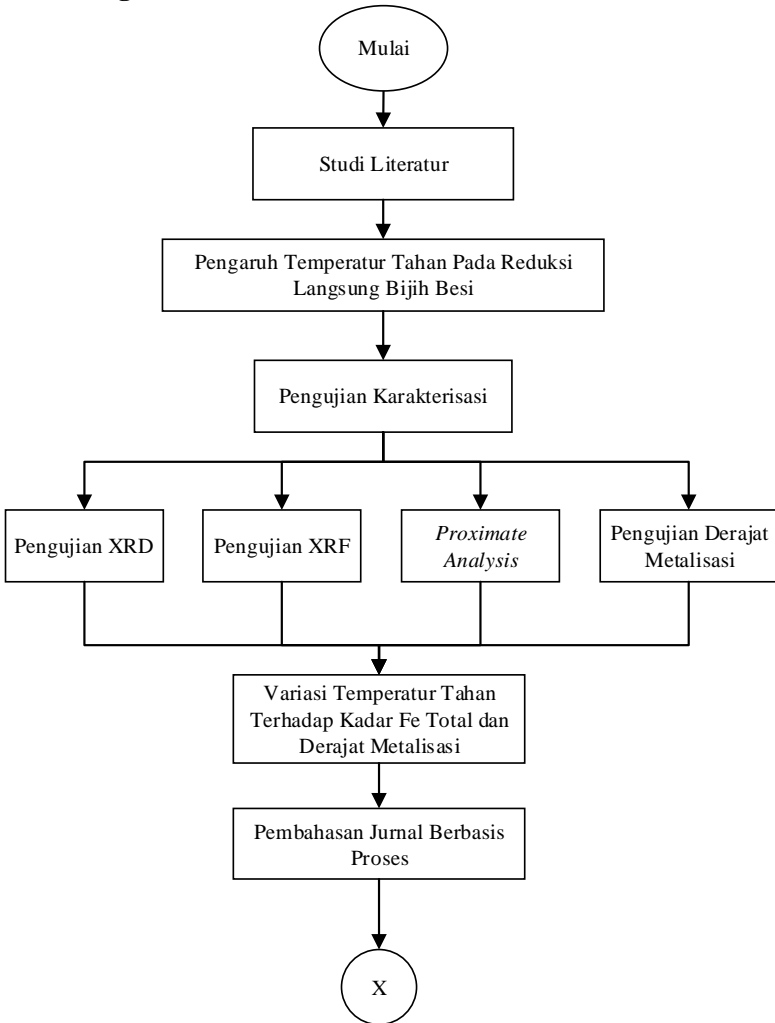 Mulai
Studi Literatur
Pengaruh Temperatur Tahan Pada Reduksi
Langsung Bijih Besi
Pengujian Karakterisasi
Pengujian XRD
Pengujian XRF
Proximate
Analysis
Pengujian Derajat
Metalisasi
Variasi Temperatur Tahan
Terhadap Kadar Fe Total dan
Derajat Metalisasi
Pembahasan Jurnal Berbasis
Proses
X